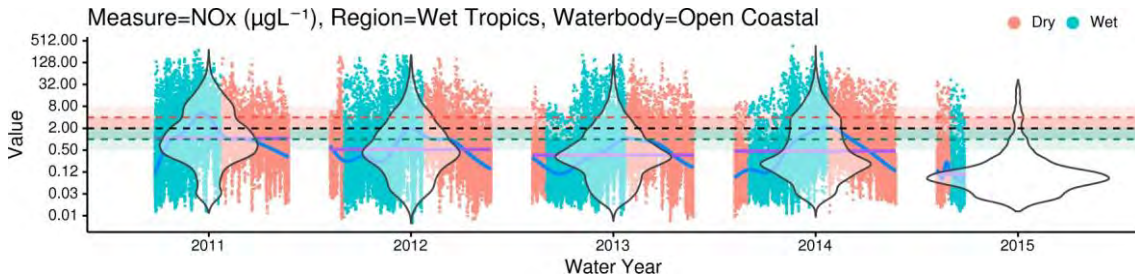 Measure=NOx (µgL⁻¹), Region=Wet Tropics, Waterbody=Open Coastal
Dry Wet
512.00
128.00
32.00
8.00
2.00
0.50
0.12
0.03
0.01
Value
2011 2012 2013 2014 2015
Water Year